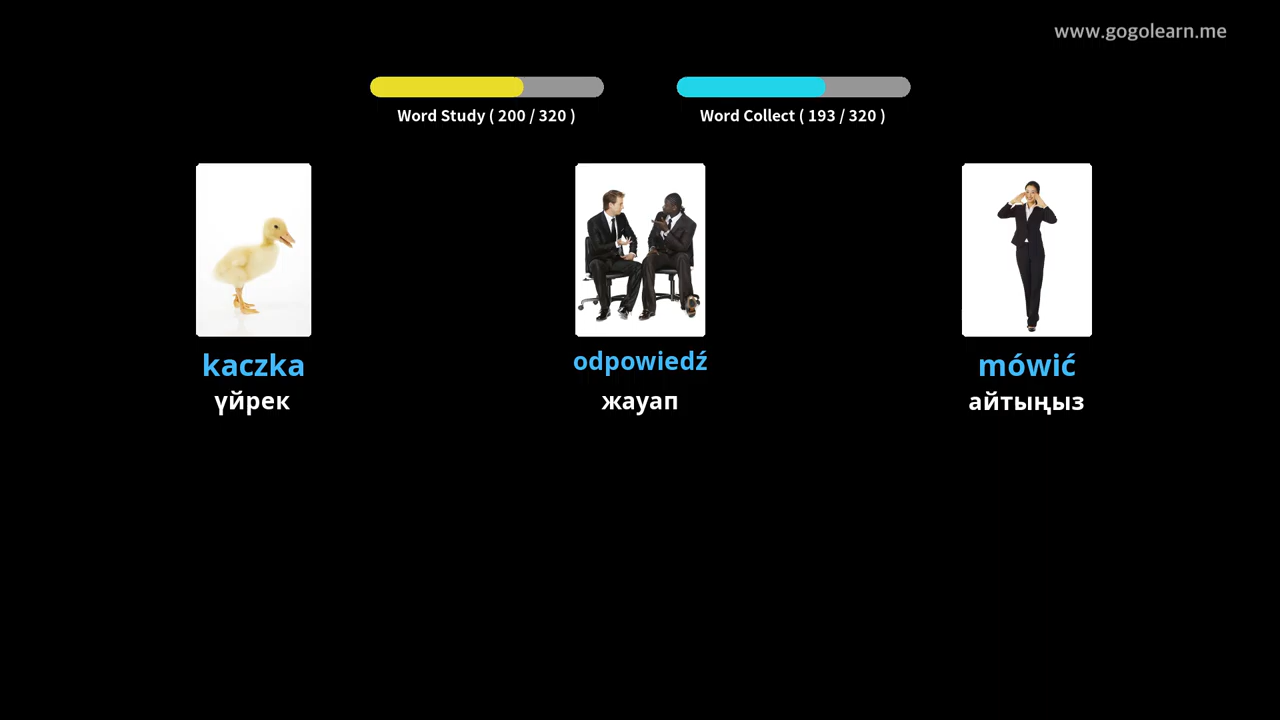 www.gogolearn.me
Word Study ( 200 / 320 )
Word Collect ( 193 / 320 )
kaczka
үйрек
odpowiedź
жауап
mówić
айтыңыз